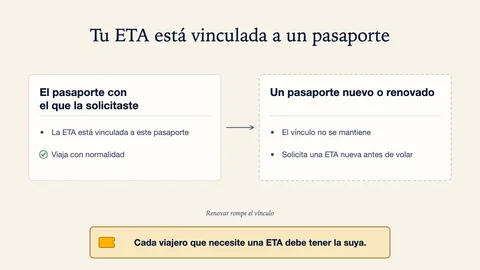 Tu ETA está vinculada a un pasaporte
El pasaporte con
el que la solicitaste
La ETA está vinculada a este pasaporte
Viaja con normalidad
Un pasaporte nuevo o renovado
El vínculo no se mantiene
Solicita una ETA nueva antes de volar
Renovar rompe el vínculo
Cada viajero que necesite una ETA debe tener la suya.